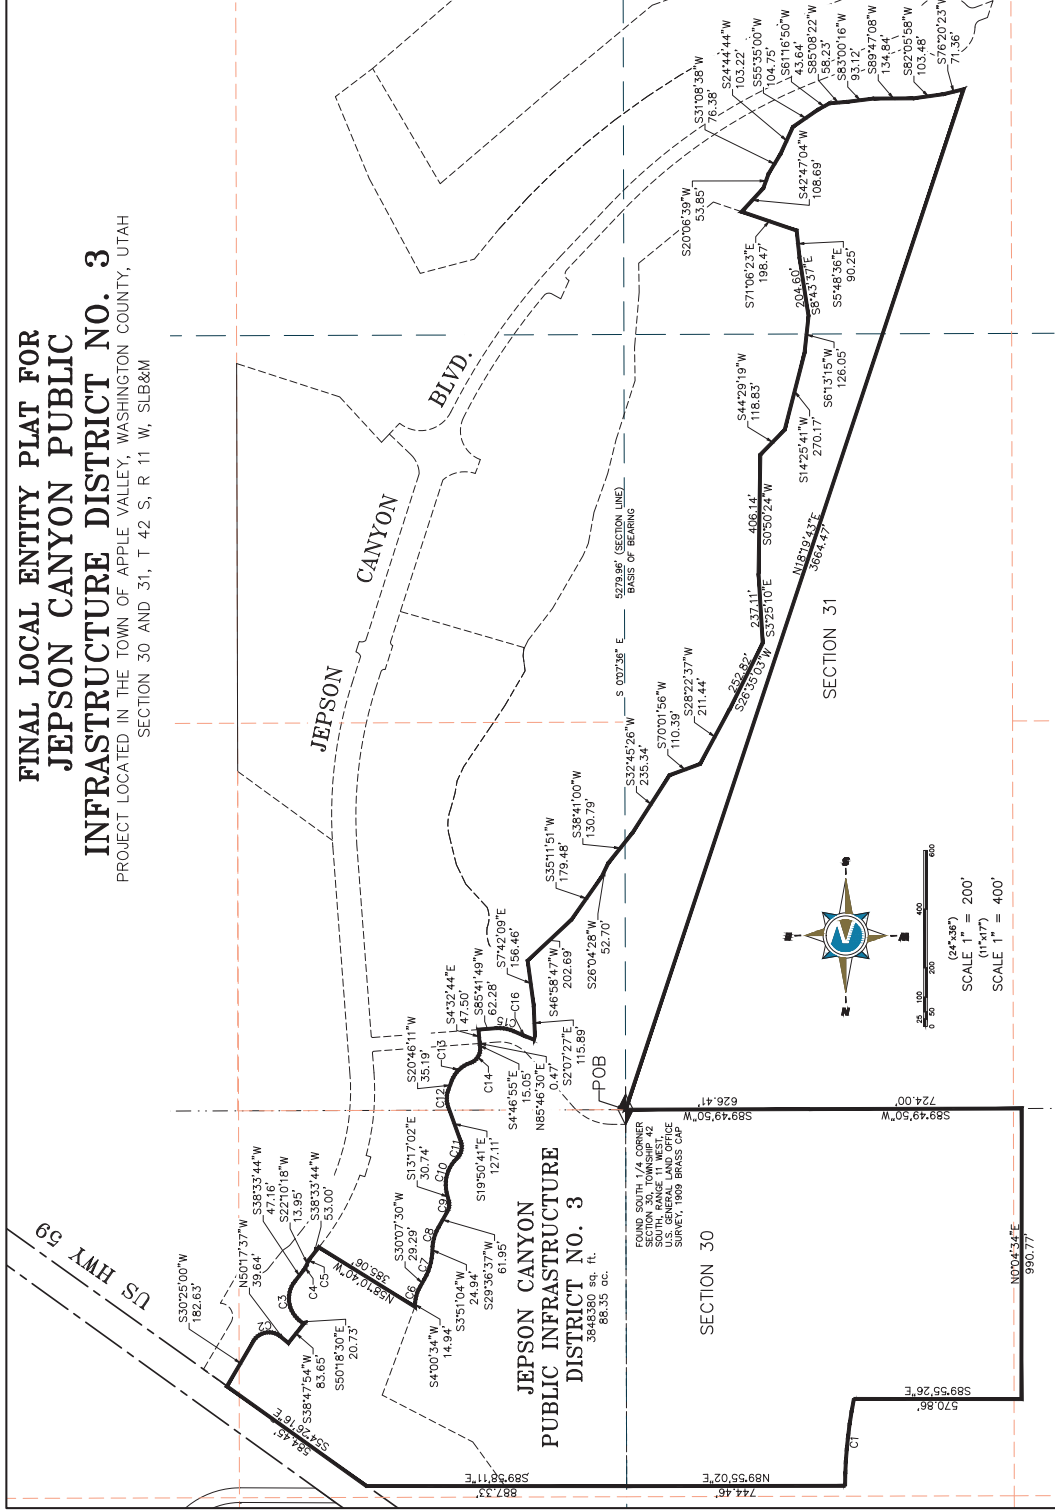 FINAL LOCAL ENTITY PLAT FOR
JEPSON CANYON PUBLIC
INFRASTRUCTURE DISTRICT NO. 3
PROJECT LOCATED IN THE TOWN OF APPLE VALLEY, WASHINGTON COUNTY, UTAH
SECTION 30 AND 31, T 42 S, R 11 W, SLB&M
US HWY 59
JEPSON
CANYON
BLVD.
S30°25'00"W
182.63'
C2
N50°17'37"W
39.64'
S38°47'54"W
83.65'
S50°18'30"E
20.73'
C3
S38°33'44"W
47.16'
C4
S22°10'18"W
13.95'
C5
S38°33'44"W
53.00'
N58°10'40"W
385.06'
S4°00'34"W
14.94'
C6
S30°07'30"W
29.29'
C7
S3°51'04"W
24.94'
C8
S29°36'37"W
61.95'
C9
S13°17'02"E
30.74'
C10
C11
S19°50'41"E
127.11'
C12
S20°46'11"W
35.19'
C13
C14
S4°46'55"E
15.05'
N85°46'30"E
0.47'
S4°32'44"E
47.50'
S85°41'49"W
62.28'
C15
C16
S2°07'27"E
115.89'
S7°42'09"E
156.46'
S46°58'47"W
202.69'
S35°11'51"W
179.48'
S26°04'28"W
52.70'
S38°41'00"W
130.79'
S32°45'26"W
235.34'
S70°01'56"W
110.39'
S28°22'37"W
211.44'
252.82'
S26°35'03"W
237.11'
S3°25'10"E
406.14'
S0°50'24"W
S44°29'19"W
118.83'
S14°25'41"W
270.17'
S6°13'15"W
126.05'
204.60'
S8°43'37"E
S5°48'36"E
90.25'
S71°06'23"E
198.47'
S42°47'04"W
108.69'
S20°06'39"W
53.85'
S31°08'38"W
76.38'
S24°44'44"W
103.22'
S55°35'00"W
104.75'
S61°16'50"W
43.64'
S85°08'22"W
58.23'
S83°00'16"W
93.12'
S89°47'08"W
134.84'
S82°05'58"W
103.48'
S76°20'23"W
71.36'
N18°19'43"E
3664.47'
S 0°07'36" E
5279.96' (SECTION LINE)
BASIS OF BEARING
SECTION 31
POB
FOUND SOUTH 1/4 CORNER
SECTION 30, TOWNSHIP 42
SOUTH, RANGE 11 WEST,
U.S. GENERAL LAND OFFICE
SURVEY, 1909 BRASS CAP
626.41'
S89°49'50"W
724.00'
S89°49'50"W
N0°04'34"E
990.77'
S89°55'26"E
570.86'
C1
N89°55'02"E
744.46'
S89°58'11"E
887.33'
S54°26'16"E
584.45'
JEPSON CANYON
PUBLIC INFRASTRUCTURE
DISTRICT NO. 3
3848380 sq. ft.
88.35 ac.
SECTION 30
N
S
25 100 200 400 600
0 50
(24"x36")
SCALE 1" = 200'
(11"x17")
SCALE 1" = 400'